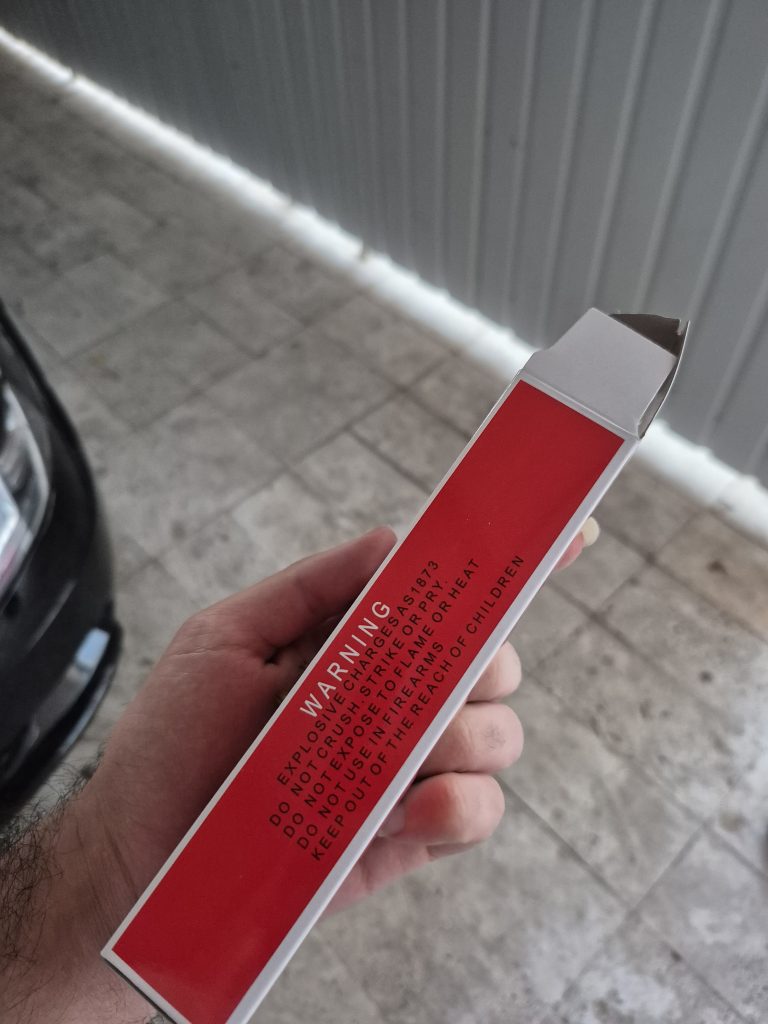 WARNING
EXPLOSIVE CHARGES AS1873
DO NOT CRUSH. STRIKE OR PRY.
DO NOT EXPOSE TO FLAME OR HEAT
DO NOT USE IN FIREARMS
KEEP OUT OF THE REACH OF CHILDREN